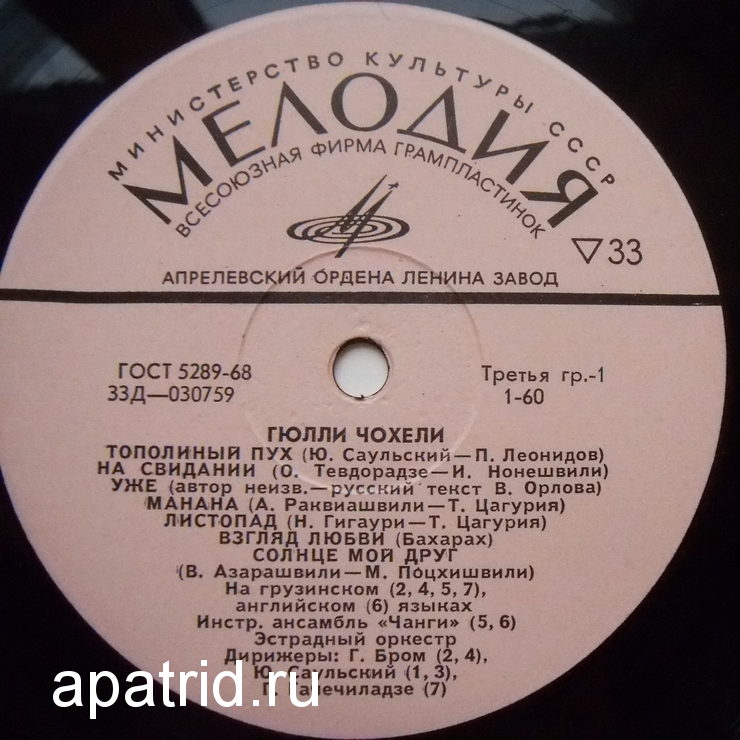 МИНИСТЕРСТВО КУЛЬТУРЫ СССР
МЕЛОДИЯ
ВСЕСОЮЗНАЯ ФИРМА ГРАМПЛАСТИНОК
▽33
АПРЕЛЕВСКИЙ ОРДЕНА ЛЕНИНА ЗАВОД
ГОСТ 5289-68 Третья гр.-1
33Д—030759 1-60
ГЮЛЛИ ЧОХЕЛИ
ТОПОЛИНЫЙ ПУХ (Ю. Саульский—П. Леонидов)
НА СВИДАНИИ (О. Тевдорадзе—И. Нонешвили)
УЖЕ (автор неизв.—русский текст В. Орлова)
МАНАНА (А. Раквиашвили—Т. Цагурия)
ЛИСТОПАД (Н. Гигаури—Т. Цагурия)
ВЗГЛЯД ЛЮБВИ (Бахарах)
СОЛНЦЕ МОЙ ДРУГ
(В. Азарашвили—М. Поцхишвили)
На грузинском (2, 4, 5, 7),
английском (6) языках
Инстр. ансамбль «Чанги» (5, 6)
Эстрадный оркестр
Дирижеры: Г. Бром (2, 4),
Ю. Саульский (1, 3),
(7)
apatrid.ru